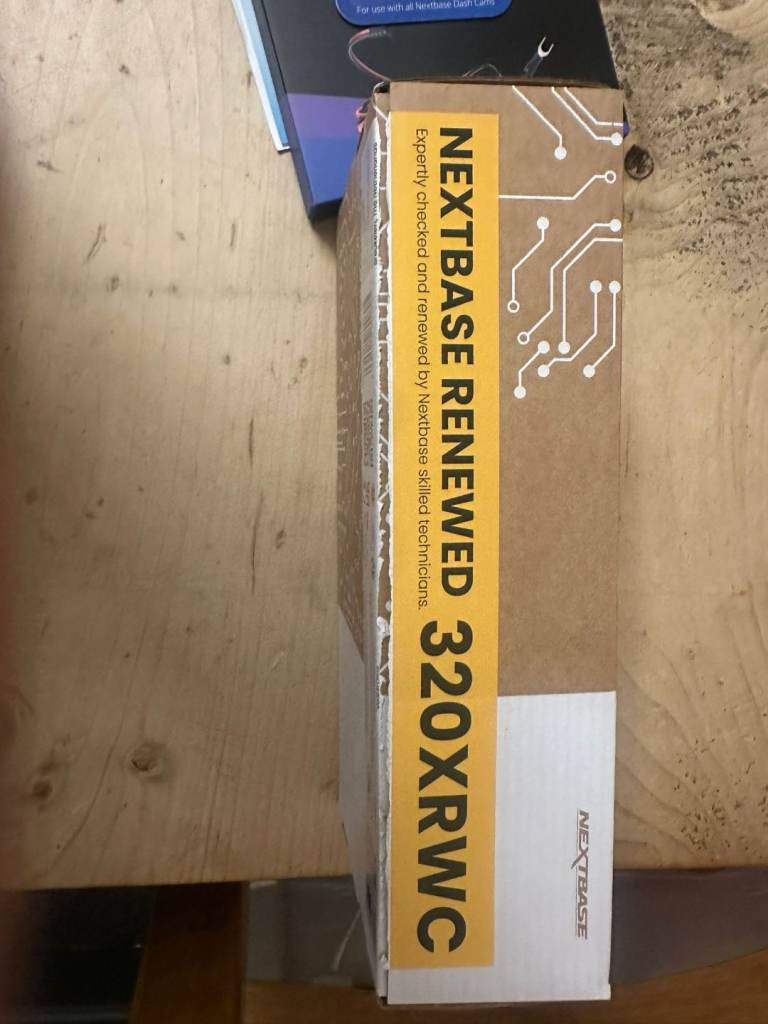 For use with all Nextbase Dash Cams
NEXTBASE RENEWED 320XRWC
Expertly checked and renewed by Nextbase skilled technicians.
NEXTBASE